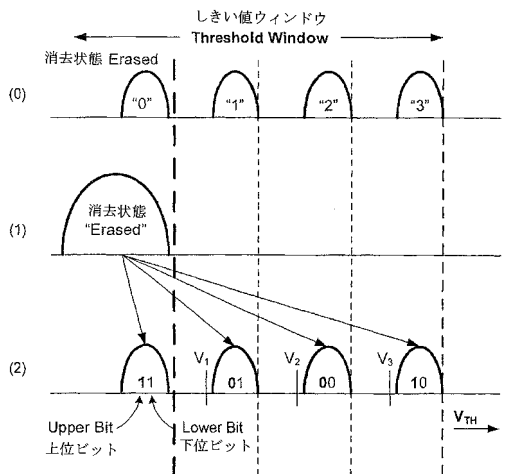 しきい値ウィンドウ
Threshold Window
消去状態 Erased
(0)
"0"
"1"
"2"
"3"
(1)
消去状態
"Erased"
(2)
V1
V2
V3
11
01
00
10
VTH
Upper Bit
上位ビット
Lower Bit
下位ビット